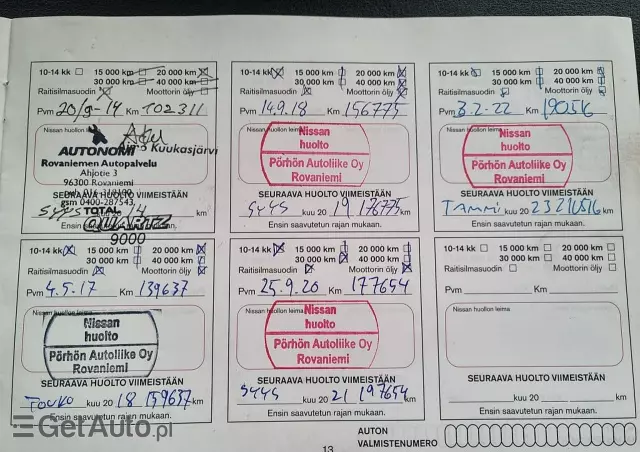 10-14 kk 15 000 km 20 000 km
30 000 km 40 000 km
Raitisilmasuodin Moottorin öljy
Pvm 20/9-14 Km 102311
Nissan huollon leima
AUTONOMI
Kuukasjärvi
Rovaniemen Autopalvelu
Ahjotie 3
96300 Rovaniemi
gsm 0400-287543
SEURAAVA HUOLTO VIIMEISTÄÄN
Syys km
TOTAL
QUARTZ
9000
Ensin saavutetun rajan mukaan.
10-14 kk 15 000 km 20 000 km
30 000 km 40 000 km
Raitisilmasuodin Moottorin öljy
Pvm 14.9.18 Km 156775
Nissan huollon leima
Nissan
huolto
Pörhön Autoliike Oy
Rovaniemi
SEURAAVA HUOLTO VIIMEISTÄÄN
SYYS kuu 20 19 176775 km
Ensin saavutetun rajan mukaan.
10-14 kk 15 000 km 20 000 km
30 000 km 40 000 km
Raitisilmasuodin Moottorin öljy
Pvm 3.2.22 Km 190516
Nissan huollon leima
Nissan
huolto
Pörhön Autoliike Oy
Rovaniemi
SEURAAVA HUOLTO VIIMEISTÄÄN
TAMMI kuu 20 23 210516 km
Ensin saavutetun rajan mukaan.
10-14 kk 15 000 km 20 000 km
30 000 km 40 000 km
Raitisilmasuodin Moottorin öljy
Pvm 4.5.17 Km 139637
Nissan
huolto
Pörhön Autoliike Oy
Rovaniemi
SEURAAVA HUOLTO VIIMEISTÄÄN
TOUKO kuu 20 18 159637 km
Ensin saavutetun rajan mukaan.
10-14 kk 15 000 km 20 000 km
30 000 km 40 000 km
Raitisilmasuodin Moottorin öljy
Pvm 25.9.20 Km 177654
Nissan huollon leima
Nissan
huolto
Pörhön Autoliike Oy
Rovaniemi
SEURAAVA HUOLTO VIIMEISTÄÄN
SYYS kuu 20 21 197654 km
Ensin saavutetun rajan mukaan.
10-14 kk 15 000 km 20 000 km
30 000 km 40 000 km
Raitisilmasuodin Moottorin öljy
Pvm Km
Nissan huollon leima
SEURAAVA HUOLTO VIIMEISTÄÄN
kuu 20 km
Ensin saavutetun rajan mukaan.
AUTON
VALMISTENUMERO
13
GetAuto.pl